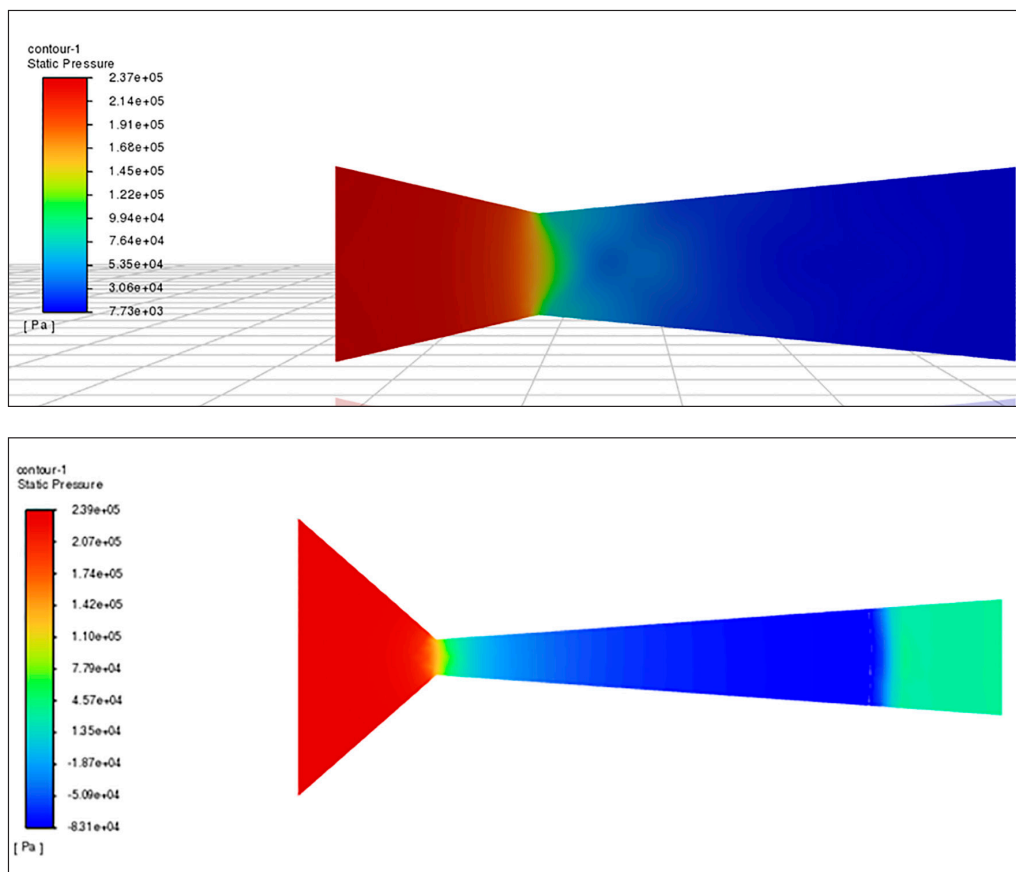 contour-1
Static Pressure
2.37e+05
2.14e+05
1.91e+05
1.68e+05
1.45e+05
1.22e+05
9.94e+04
7.64e+04
5.35e+04
3.06e+04
7.73e+03
[ Pa ]
contour-1
Static Pressure
2.39e+05
2.07e+05
1.74e+05
1.42e+05
1.10e+05
7.79e+04
4.57e+04
1.35e+04
-1.87e+04
-5.09e+04
-8.31e+04
[ Pa ]